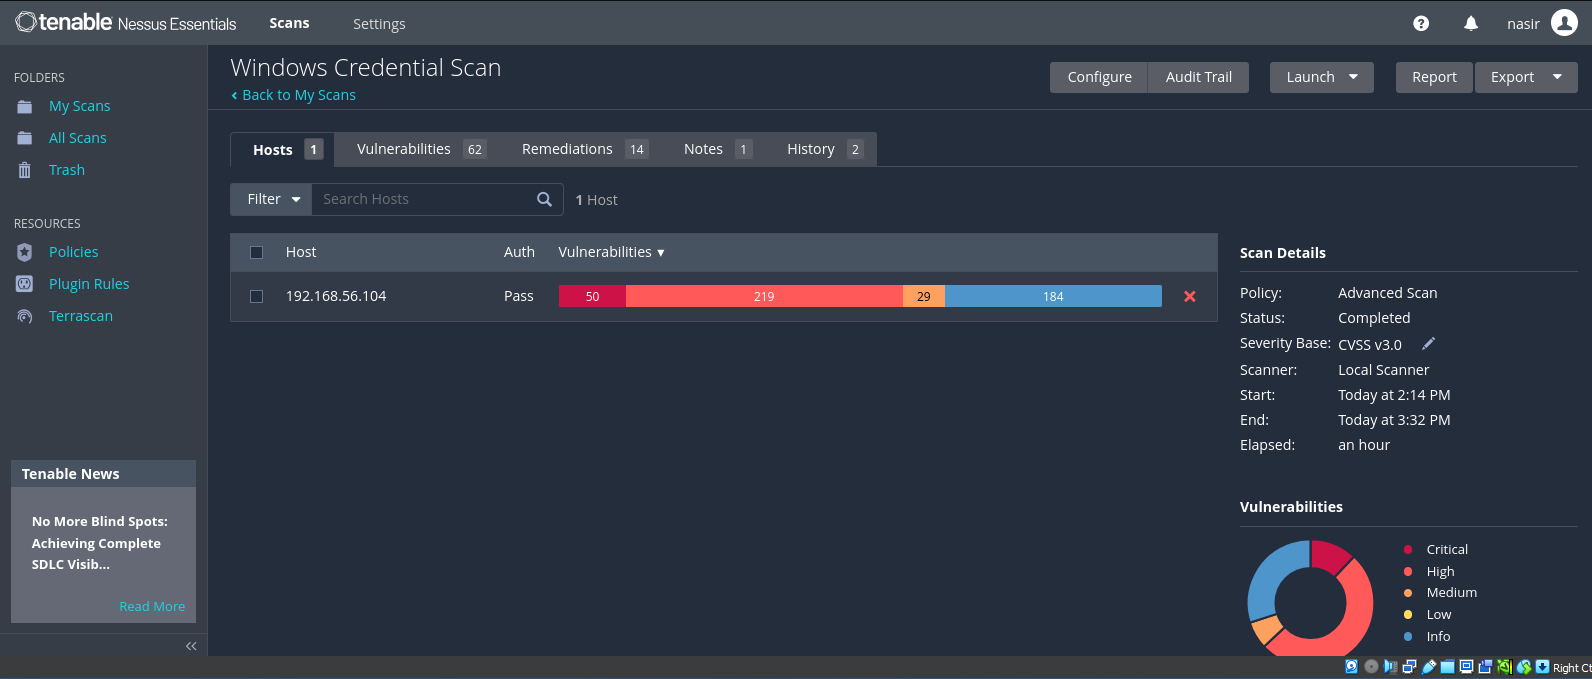 tenable Nessus Essentials Scans Settings nasir
FOLDERS
My Scans
All Scans
Trash
RESOURCES
Policies
Plugin Rules
Terrascan
Tenable News
No More Blind Spots:
Achieving Complete
SDLC Visib...
Read More
Windows Credential Scan
Back to My Scans
Configure Audit Trail Launch Report Export
Hosts 1 Vulnerabilities 62 Remediations 14 Notes 1 History 2
Filter Search Hosts 1 Host
Host Auth Vulnerabilities
192.168.56.104 Pass 50 219 29 184
Scan Details
Policy: Advanced Scan
Status: Completed
Severity Base: CVSS v3.0
Scanner: Local Scanner
Start: Today at 2:14 PM
End: Today at 3:32 PM
Elapsed: an hour
Vulnerabilities
Critical
High
Medium
Low
Info
Right Ct